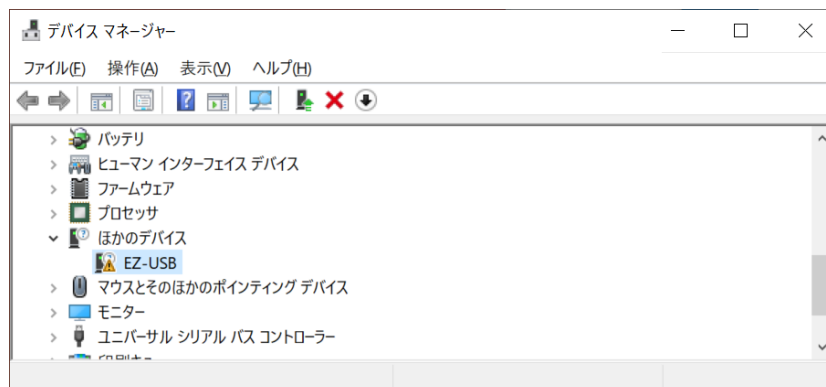 デバイス マネージャー
ファイル(F) 操作(A) 表示(V) ヘルプ(H)
バッテリ
ヒューマン インターフェイス デバイス
ファームウェア
プロセッサ
ほかのデバイス
EZ-USB
マウスとそのほかのポインティング デバイス
モニター
ユニバーサル シリアル バス コントローラー